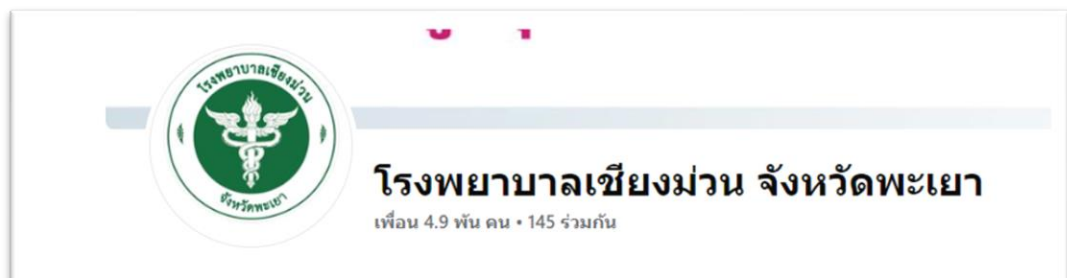 โรงพยาบาลเชียงม่วน
จังหวัดพะเยา
โรงพยาบาลเชียงม่วน จังหวัดพะเยา
เพื่อน 4.9 พัน คน • 145 ร่วมกัน